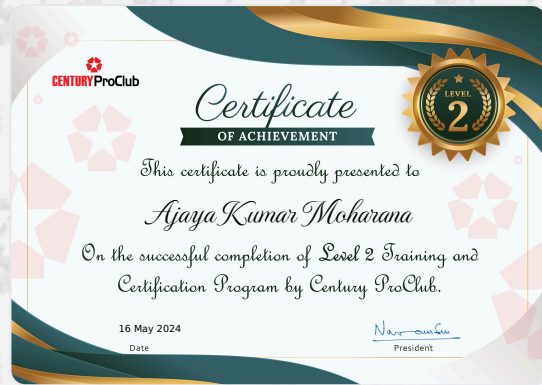 CENTURY ProClub
LEVEL
2
Certificate
OF ACHIEVEMENT
This certificate is proudly presented to
Ajaya Kumar Moharana
On the successful completion of Level 2 Training and
Certification Program by Century ProClub.
16 May 2024
Date
President